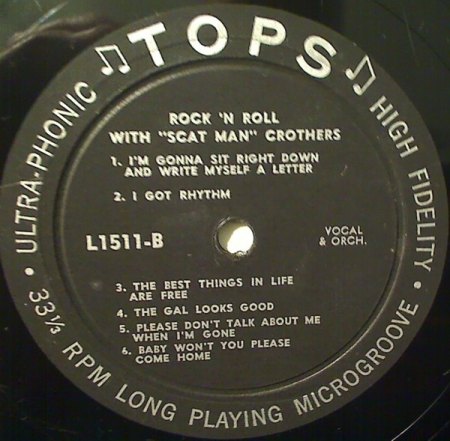 TOPS
ULTRA-PHONIC
HIGH FIDELITY
ROCK 'N ROLL
WITH "SCAT MAN" CROTHERS
1. I'M GONNA SIT RIGHT DOWN
AND WRITE MYSELF A LETTER
2. I GOT RHYTHM
L1511-B
VOCAL
& ORCH.
3. THE BEST THINGS IN LIFE
ARE FREE
4. THE GAL LOOKS GOOD
5. PLEASE DON'T TALK ABOUT ME
WHEN I'M GONE
6. BABY WON'T YOU PLEASE
COME HOME
33⅓ RPM LONG PLAYING MICROGROOVE